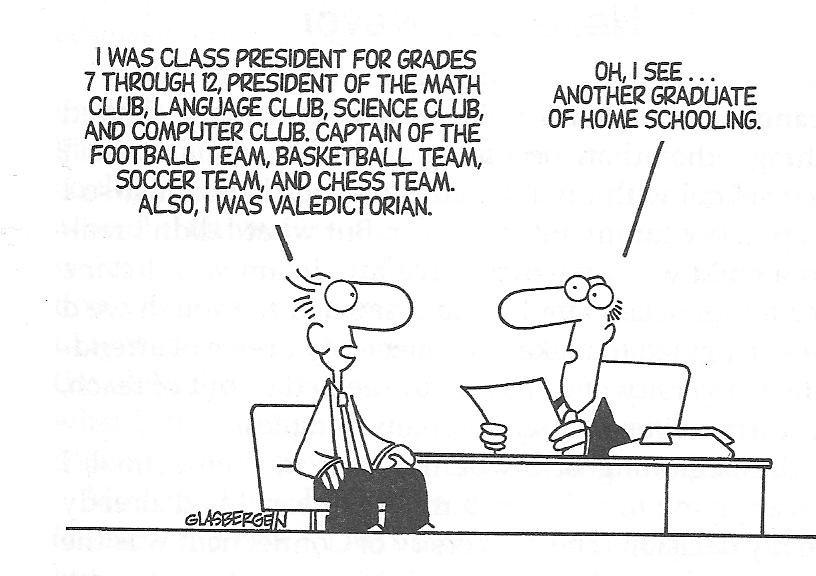 I WAS CLASS PRESIDENT FOR GRADES
7 THROUGH 12, PRESIDENT OF THE MATH
CLUB, LANGUAGE CLUB, SCIENCE CLUB,
AND COMPUTER CLUB. CAPTAIN OF THE
FOOTBALL TEAM, BASKETBALL TEAM,
SOCCER TEAM, AND CHESS TEAM.
ALSO, I WAS VALEDICTORIAN.
OH, I SEE . . .
ANOTHER GRADUATE
OF HOME SCHOOLING.
GLASBERGEN